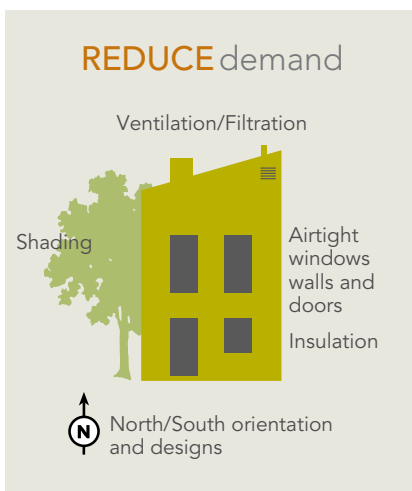 REDUCE demand
Ventilation/Filtration
Shading
Airtight
windows
walls and
doors
Insulation
N
North/South orientation
and designs